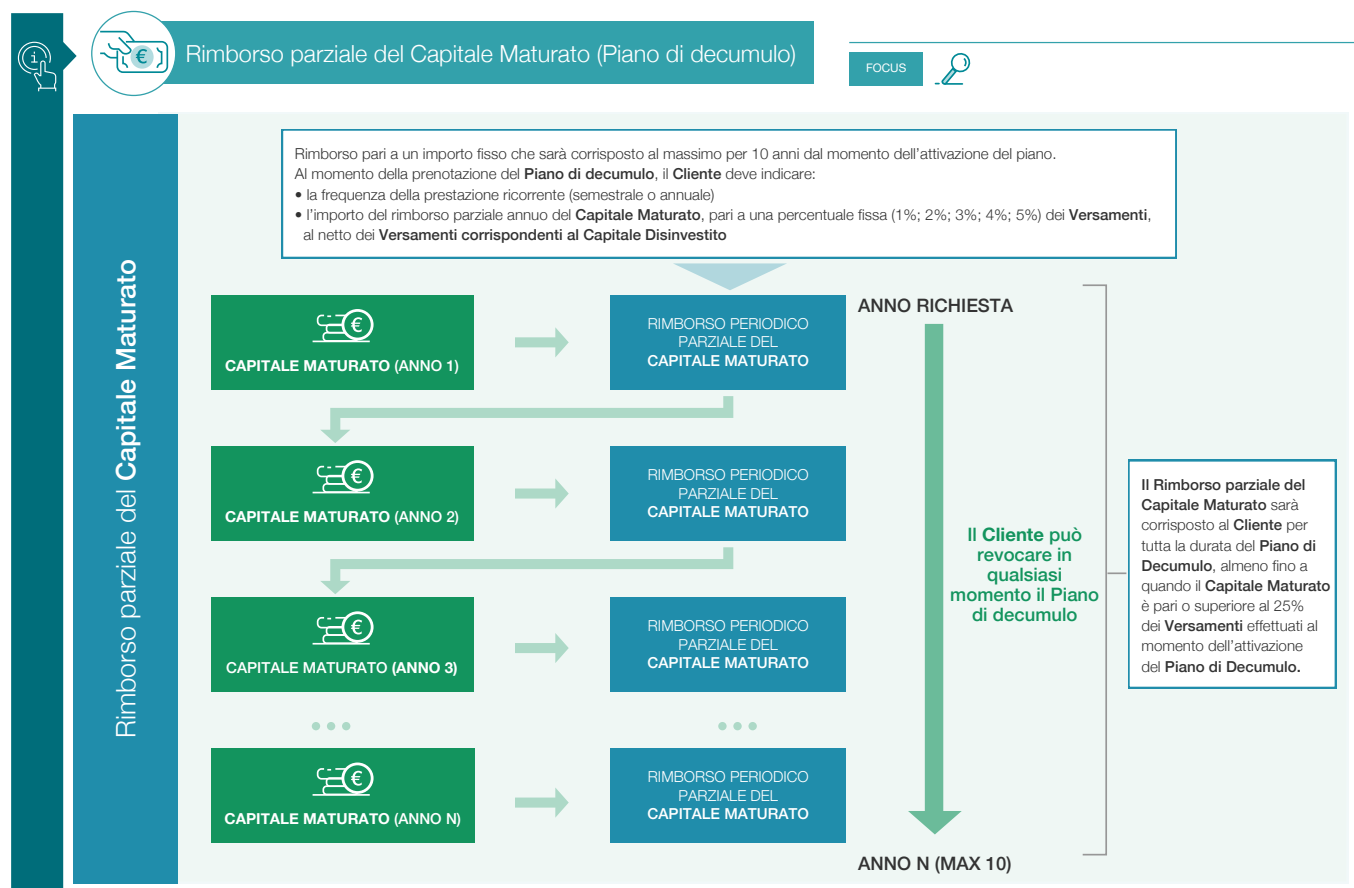 Rimborso parziale del Capitale Maturato (Piano di decumulo)
FOCUS
Rimborso parziale del Capitale Maturato
Rimborso pari a un importo fisso che sarà corrisposto al massimo per 10 anni dal momento dell'attivazione del piano.
Al momento della prenotazione del Piano di decumulo, il Cliente deve indicare:
• la frequenza della prestazione ricorrente (semestrale o annuale)
• l'importo del rimborso parziale annuo del Capitale Maturato, pari a una percentuale fissa (1%; 2%; 3%; 4%; 5%) dei Versamenti,
al netto dei Versamenti corrispondenti al Capitale Disinvestito
€
CAPITALE MATURATO (ANNO 1)
RIMBORSO PERIODICO
PARZIALE DEL
CAPITALE MATURATO
ANNO RICHIESTA
€
CAPITALE MATURATO (ANNO 2)
RIMBORSO PERIODICO
PARZIALE DEL
CAPITALE MATURATO
€
CAPITALE MATURATO (ANNO 3)
RIMBORSO PERIODICO
PARZIALE DEL
CAPITALE MATURATO
€
CAPITALE MATURATO (ANNO N)
RIMBORSO PERIODICO
PARZIALE DEL
CAPITALE MATURATO
Il Cliente può
revocare in
qualsiasi
momento il Piano
di decumulo
ANNO N (MAX 10)
Il Rimborso parziale del
Capitale Maturato sarà
corrisposto al Cliente per
tutta la durata del Piano di
Decumulo, almeno fino a
quando il Capitale Maturato
è pari o superiore al 25%
dei Versamenti effettuati al
momento dell'attivazione
del Piano di Decumulo.